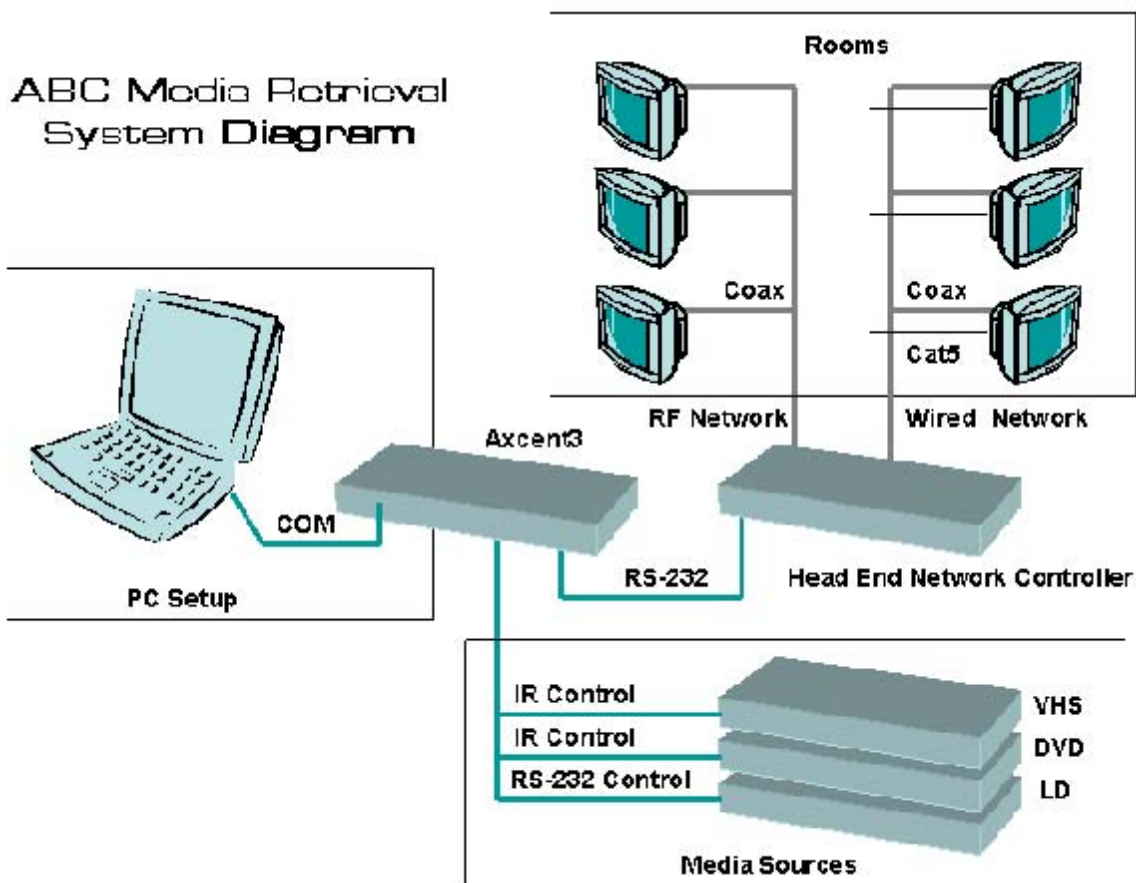 ABC Media Retrieval
System Diagram
Rooms
Coax
Coax
Cat5
RF Network
Wired Network
Axcent3
COM
PC Setup
RS-232
Head End Network Controller
IR Control
VHS
IR Control
DVD
RS-232 Control
LD
Media Sources